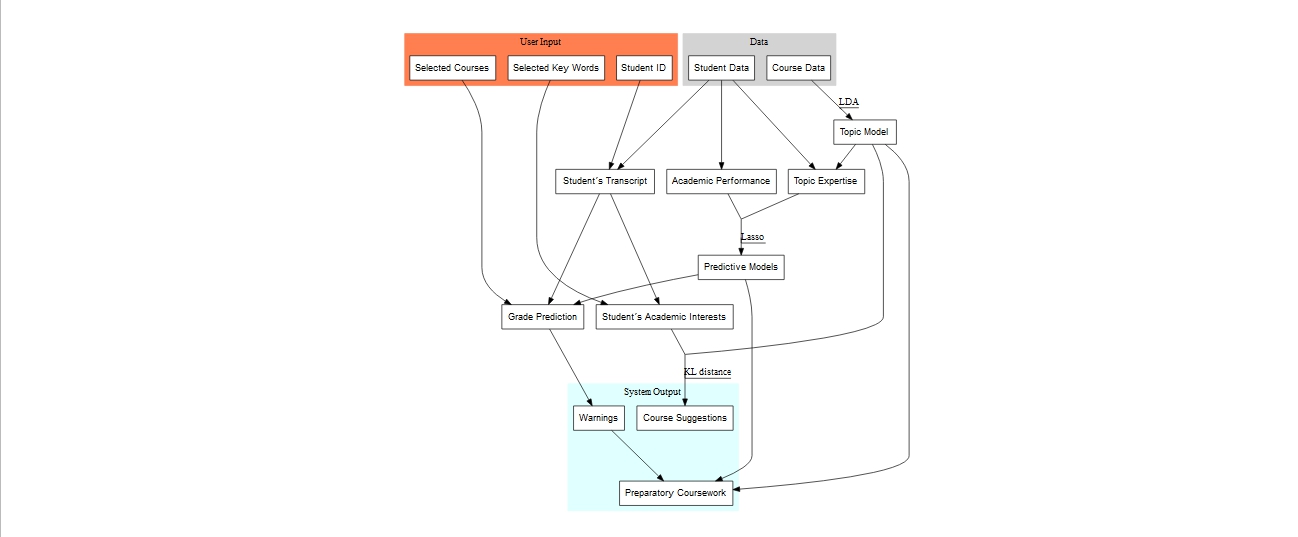 User Input
Data
Selected Courses
Selected Key Words
Student ID
Student Data
Course Data
LDA
Topic Model
Student´s Transcript
Academic Performance
Topic Expertise
Lasso
Predictive Models
Grade Prediction
Student´s Academic Interests
KL distance
System Output
Warnings
Course Suggestions
Preparatory Coursework